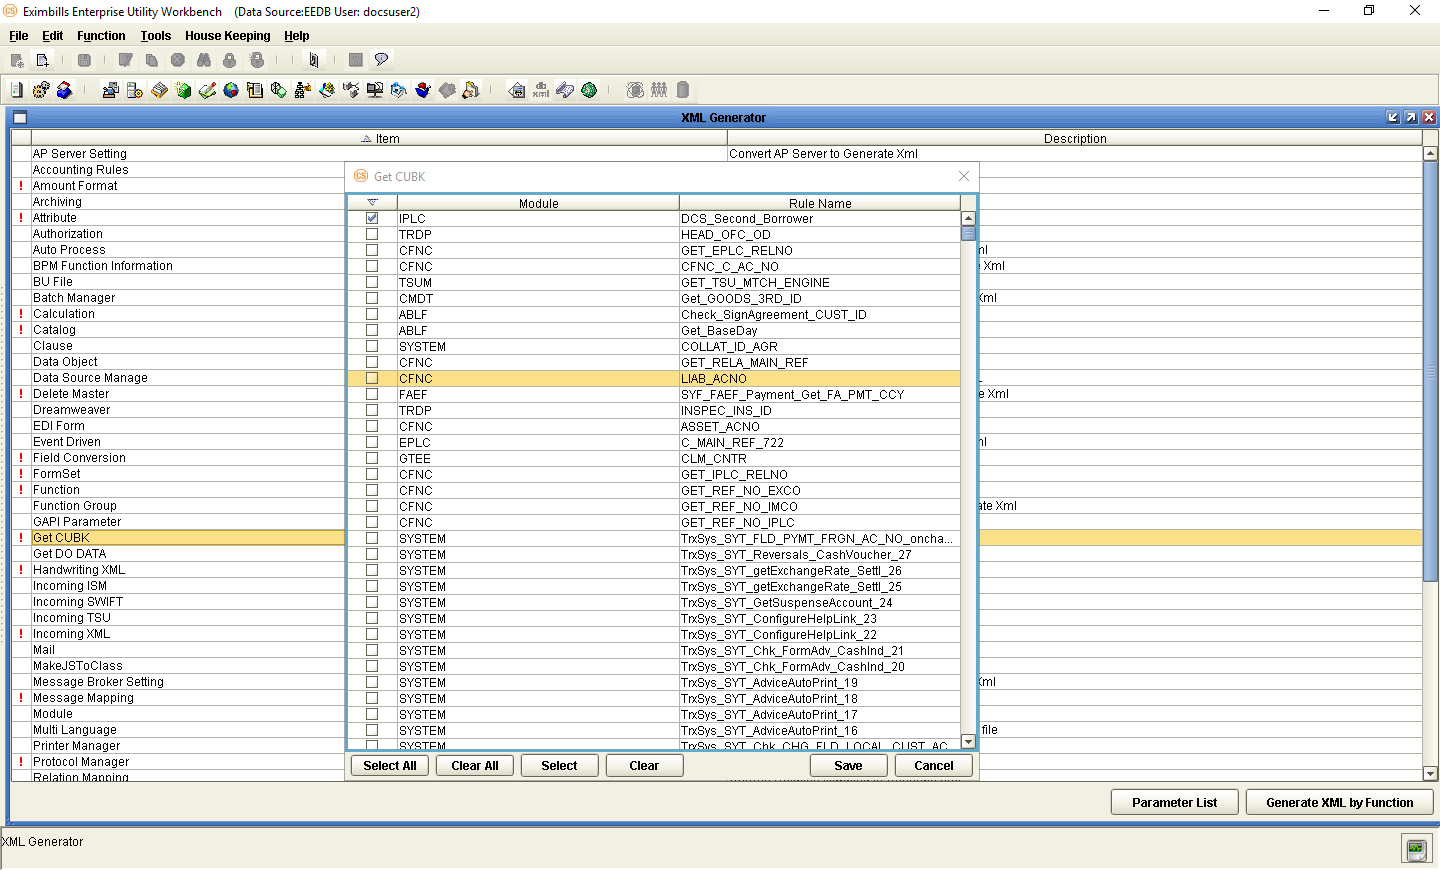 Eximbills Enterprise Utility Workbench (Data Source:EEDB User: docsuser2)
File Edit Function Tools House Keeping Help
XML Generator
Item Description
AP Server Setting Convert AP Server to Generate Xml
Accounting Rules
! Amount Format
Archiving
! Attribute
Authorization
Auto Process
BPM Function Information
BU File
Batch Manager
! Calculation
! Catalog
Clause
Data Object
Data Source Manage
! Delete Master
Dreamweaver
EDI Form
Event Driven
! Field Conversion
! FormSet
! Function
Function Group
GAPI Parameter
! Get CUBK
Get DO DATA
! Handwriting XML
Incoming ISM
Incoming SWIFT
Incoming TSU
! Incoming XML
Mail
MakeJSToClass
Message Broker Setting
! Message Mapping
Module
Multi Language
Printer Manager
! Protocol Manager
Relation Mapping
Get CUBK
Module Rule Name
IPLC DCS_Second_Borrower
TRDP HEAD_OFC_OD
CFNC GET_EPLC_RELNO
CFNC CFNC_C_AC_NO
TSUM GET_TSU_MTCH_ENGINE
CMDT Get_GOODS_3RD_ID
ABLF Check_SignAgreement_CUST_ID
ABLF Get_BaseDay
SYSTEM COLLAT_ID_AGR
CFNC GET_RELA_MAIN_REF
CFNC LIAB_ACNO
FAEF SYF_FAEF_Payment_Get_FA_PMT_CCY
TRDP INSPEC_INS_ID
CFNC ASSET_ACNO
EPLC C_MAIN_REF_722
GTEE CLM_CNTR
CFNC GET_IPLC_RELNO
CFNC GET_REF_NO_EXCO
CFNC GET_REF_NO_IMCO
CFNC GET_REF_NO_IPLC
SYSTEM TrxSys_SYT_FLD_PYMT_FRGN_AC_NO_oncha...
SYSTEM TrxSys_SYT_Reversals_CashVoucher_27
SYSTEM TrxSys_SYT_getExchangeRate_Settl_26
SYSTEM TrxSys_SYT_getExchangeRate_Settl_25
SYSTEM TrxSys_SYT_GetSuspenseAccount_24
SYSTEM TrxSys_SYT_ConfigureHelpLink_23
SYSTEM TrxSys_SYT_ConfigureHelpLink_22
SYSTEM TrxSys_SYT_Chk_FormAdv_CashInd_21
SYSTEM TrxSys_SYT_Chk_FormAdv_CashInd_20
SYSTEM TrxSys_SYT_AdviceAutoPrint_19
SYSTEM TrxSys_SYT_AdviceAutoPrint_18
SYSTEM TrxSys_SYT_AdviceAutoPrint_17
SYSTEM TrxSys_SYT_AdviceAutoPrint_16
SYSTEM TrxSys_SYT_Chk_CHG_FLD_LOCAL_CUST_AC
Select All Clear All Select Clear Save Cancel
Xml
file
Parameter List Generate XML by Function
XML Generator